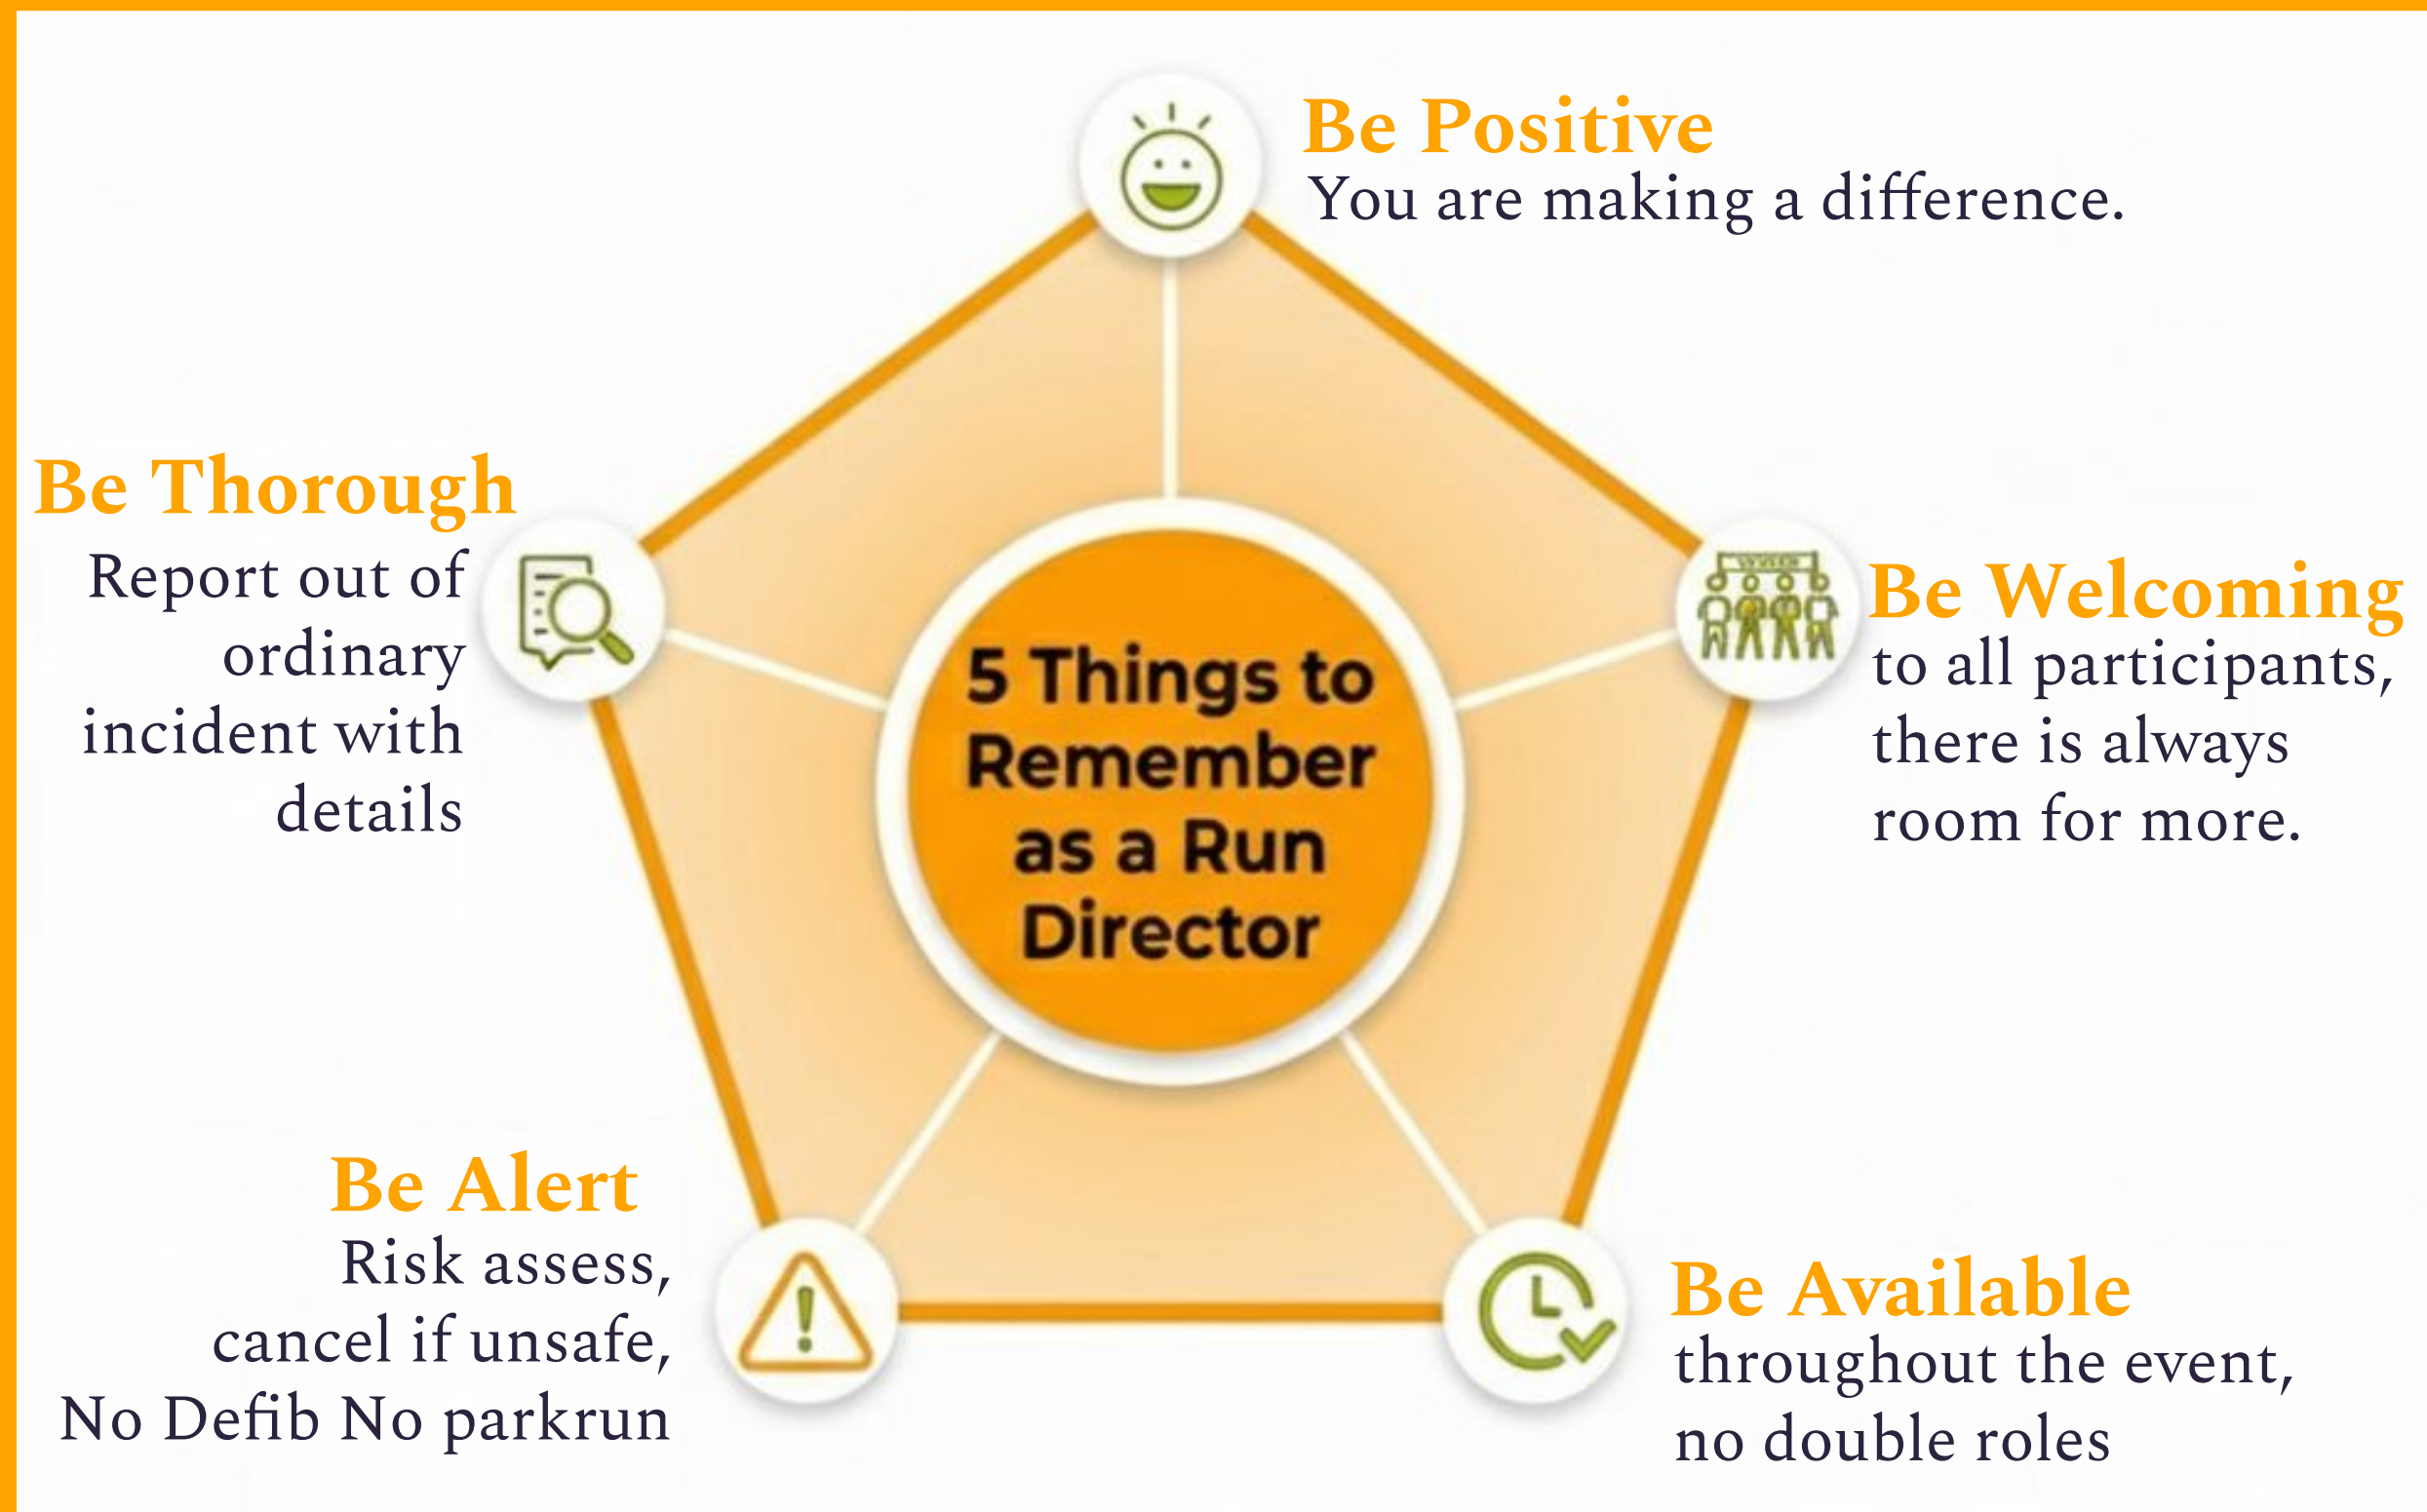 Be Positive
You are making a difference.
Be Thorough
Report out of
ordinary
incident with
details
5 Things to
Remember
as a Run
Director
Be Welcoming
to all participants,
there is always
room for more.
Be Alert
Risk assess,
cancel if unsafe,
No Defib No parkrun
Be Available
throughout the event,
no double roles